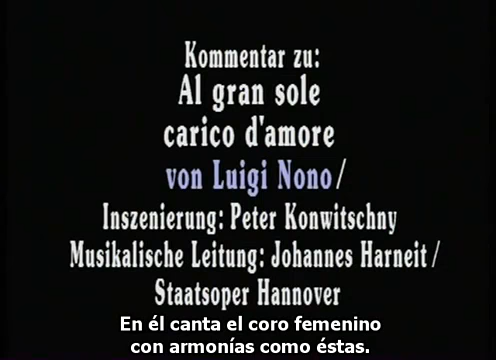 Kommentar zu:
Al gran sole
carico d'amore
von Luigi Nono /
Inszenierung: Peter Konwitschny
Musikalische Leitung: Johannes Harneit /
Staatsoper Hannover
En él canta el coro femenino
con armonías como éstas.